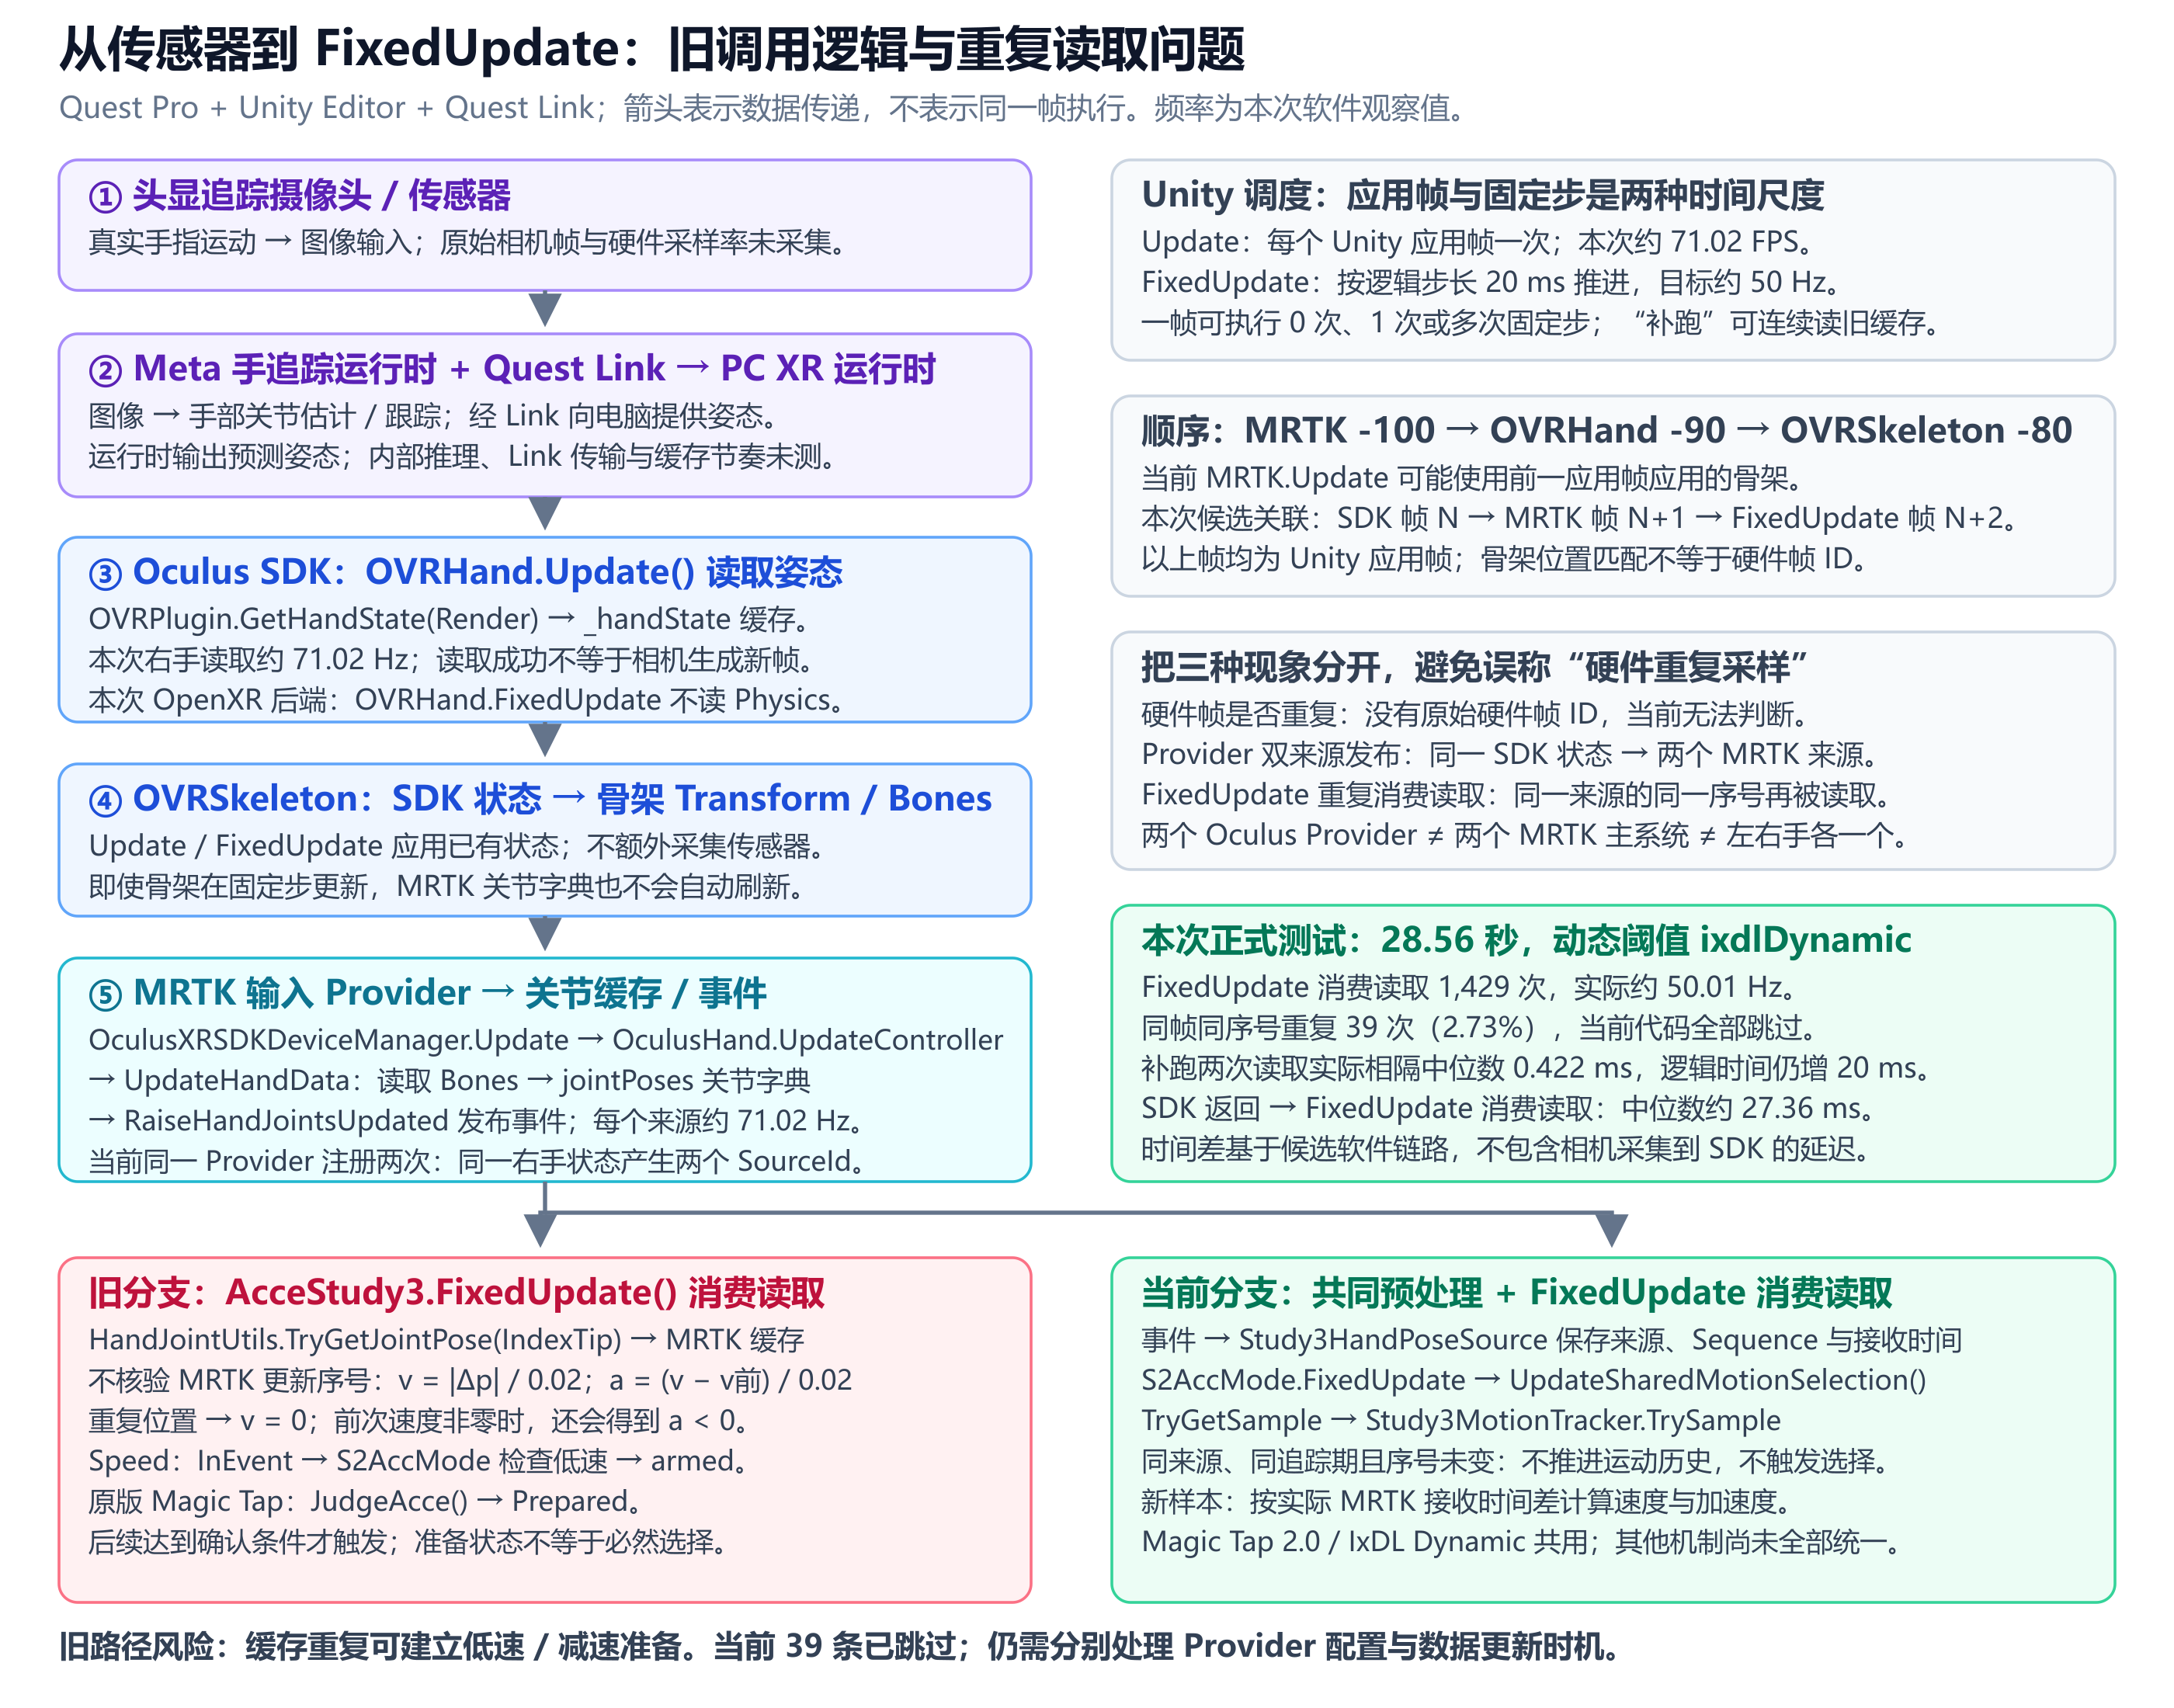 从传感器到 FixedUpdate：旧调用逻辑与重复读取问题
Quest Pro + Unity Editor + Quest Link；箭头表示数据传递，不表示同一帧执行。频率为本次软件观察值。
① 头显追踪摄像头 / 传感器
真实手指运动 → 图像输入；原始相机帧与硬件采样率未采集。
② Meta 手追踪运行时 + Quest Link → PC XR 运行时
图像 → 手部关节估计 / 跟踪；经 Link 向电脑提供姿态。
运行时输出预测姿态；内部推理、Link 传输与缓存节奏未测。
③ Oculus SDK：OVRHand.Update() 读取姿态
OVRPlugin.GetHandState(Render) → _handState 缓存。
本次右手读取约 71.02 Hz；读取成功不等于相机生成新帧。
本次 OpenXR 后端：OVRHand.FixedUpdate 不读 Physics。
④ OVRSkeleton：SDK 状态 → 骨架 Transform / Bones
Update / FixedUpdate 应用已有状态；不额外采集传感器。
即使骨架在固定步更新，MRTK 关节字典也不会自动刷新。
⑤ MRTK 输入 Provider → 关节缓存 / 事件
OculusXRSDKDeviceManager.Update → OculusHand.UpdateController
→ UpdateHandData：读取 Bones → jointPoses 关节字典
→ RaiseHandJointsUpdated 发布事件；每个来源约 71.02 Hz。
当前同一 Provider 注册两次：同一右手状态产生两个 SourceId。
Unity 调度：应用帧与固定步是两种时间尺度
Update：每个 Unity 应用帧一次；本次约 71.02 FPS。
FixedUpdate：按逻辑步长 20 ms 推进，目标约 50 Hz。
一帧可执行 0 次、1 次或多次固定步；“补跑”可连续读旧缓存。
顺序：MRTK -100 → OVRHand -90 → OVRSkeleton -80
当前 MRTK.Update 可能使用前一应用帧应用的骨架。
本次候选关联：SDK 帧 N → MRTK 帧 N+1 → FixedUpdate 帧 N+2。
以上帧均为 Unity 应用帧；骨架位置匹配不等于硬件帧 ID。
把三种现象分开，避免误称“硬件重复采样”
硬件帧是否重复：没有原始硬件帧 ID，当前无法判断。
Provider 双来源发布：同一 SDK 状态 → 两个 MRTK 来源。
FixedUpdate 重复消费读取：同一来源的同一序号再被读取。
两个 Oculus Provider ≠ 两个 MRTK 主系统 ≠ 左右手各一个。
本次正式测试：28.56 秒，动态阈值 ixdlDynamic
FixedUpdate 消费读取 1,429 次，实际约 50.01 Hz。
同帧同序号重复 39 次（2.73%），当前代码全部跳过。
补跑两次读取实际相隔中位数 0.422 ms，逻辑时间仍增 20 ms。
SDK 返回 → FixedUpdate 消费读取：中位数约 27.36 ms。
时间差基于候选软件链路，不包含相机采集到 SDK 的延迟。
旧分支：AcceStudy3.FixedUpdate() 消费读取
HandJointUtils.TryGetJointPose(IndexTip) → MRTK 缓存
不核验 MRTK 更新序号：v = |Δp| / 0.02；a = (v − v前) / 0.02
重复位置 → v = 0；前次速度非零时，还会得到 a < 0。
Speed：InEvent → S2AccMode 检查低速 → armed。
原版 Magic Tap：JudgeAcce() → Prepared。
后续达到确认条件才触发；准备状态不等于必然选择。
当前分支：共同预处理 + FixedUpdate 消费读取
事件 → Study3HandPoseSource 保存来源、Sequence 与接收时间
S2AccMode.FixedUpdate → UpdateSharedMotionSelection()
TryGetSample → Study3MotionTracker.TrySample
同来源、同追踪期且序号未变：不推进运动历史，不触发选择。
新样本：按实际 MRTK 接收时间差计算速度与加速度。
Magic Tap 2.0 / IxDL Dynamic 共用；其他机制尚未全部统一。
旧路径风险：缓存重复可建立低速 / 减速准备。当前 39 条已跳过；仍需分别处理 Provider 配置与数据更新时机。